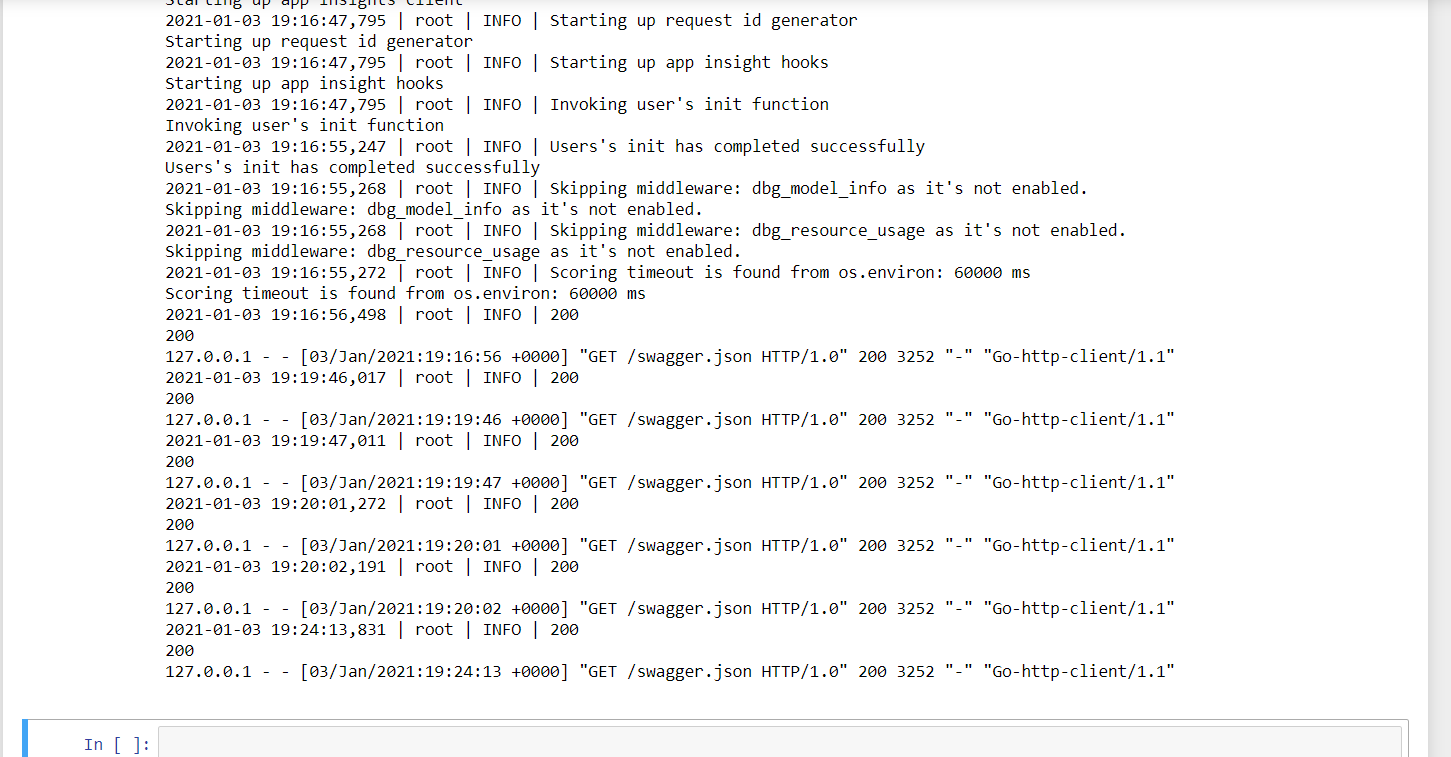 Starting up app insights client
2021-01-03 19:16:47,795 | root | INFO | Starting up request id generator
Starting up request id generator
2021-01-03 19:16:47,795 | root | INFO | Starting up app insight hooks
Starting up app insight hooks
2021-01-03 19:16:47,795 | root | INFO | Invoking user's init function
Invoking user's init function
2021-01-03 19:16:55,247 | root | INFO | Users's init has completed successfully
Users's init has completed successfully
2021-01-03 19:16:55,268 | root | INFO | Skipping middleware: dbg_model_info as it's not enabled.
Skipping middleware: dbg_model_info as it's not enabled.
2021-01-03 19:16:55,268 | root | INFO | Skipping middleware: dbg_resource_usage as it's not enabled.
Skipping middleware: dbg_resource_usage as it's not enabled.
2021-01-03 19:16:55,272 | root | INFO | Scoring timeout is found from os.environ: 60000 ms
Scoring timeout is found from os.environ: 60000 ms
2021-01-03 19:16:56,498 | root | INFO | 200
200
127.0.0.1 - - [03/Jan/2021:19:16:56 +0000] "GET /swagger.json HTTP/1.0" 200 3252 "-" "Go-http-client/1.1"
2021-01-03 19:19:46,017 | root | INFO | 200
200
127.0.0.1 - - [03/Jan/2021:19:19:46 +0000] "GET /swagger.json HTTP/1.0" 200 3252 "-" "Go-http-client/1.1"
2021-01-03 19:19:47,011 | root | INFO | 200
200
127.0.0.1 - - [03/Jan/2021:19:19:47 +0000] "GET /swagger.json HTTP/1.0" 200 3252 "-" "Go-http-client/1.1"
2021-01-03 19:20:01,272 | root | INFO | 200
200
127.0.0.1 - - [03/Jan/2021:19:20:01 +0000] "GET /swagger.json HTTP/1.0" 200 3252 "-" "Go-http-client/1.1"
2021-01-03 19:20:02,191 | root | INFO | 200
200
127.0.0.1 - - [03/Jan/2021:19:20:02 +0000] "GET /swagger.json HTTP/1.0" 200 3252 "-" "Go-http-client/1.1"
2021-01-03 19:24:13,831 | root | INFO | 200
200
127.0.0.1 - - [03/Jan/2021:19:24:13 +0000] "GET /swagger.json HTTP/1.0" 200 3252 "-" "Go-http-client/1.1"
In [ ]: